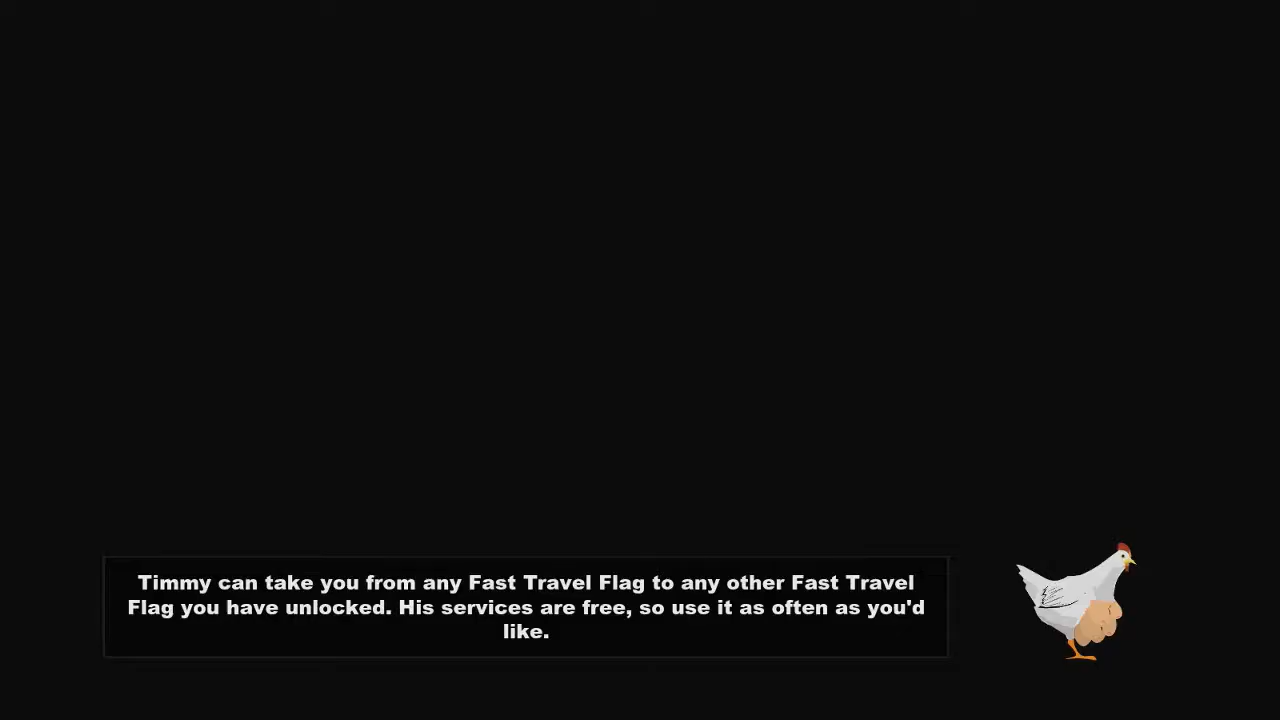 Timmy can take you from any Fast Travel Flag to any other Fast Travel
Flag you have unlocked. His services are free, so use it as often as you'd
like.